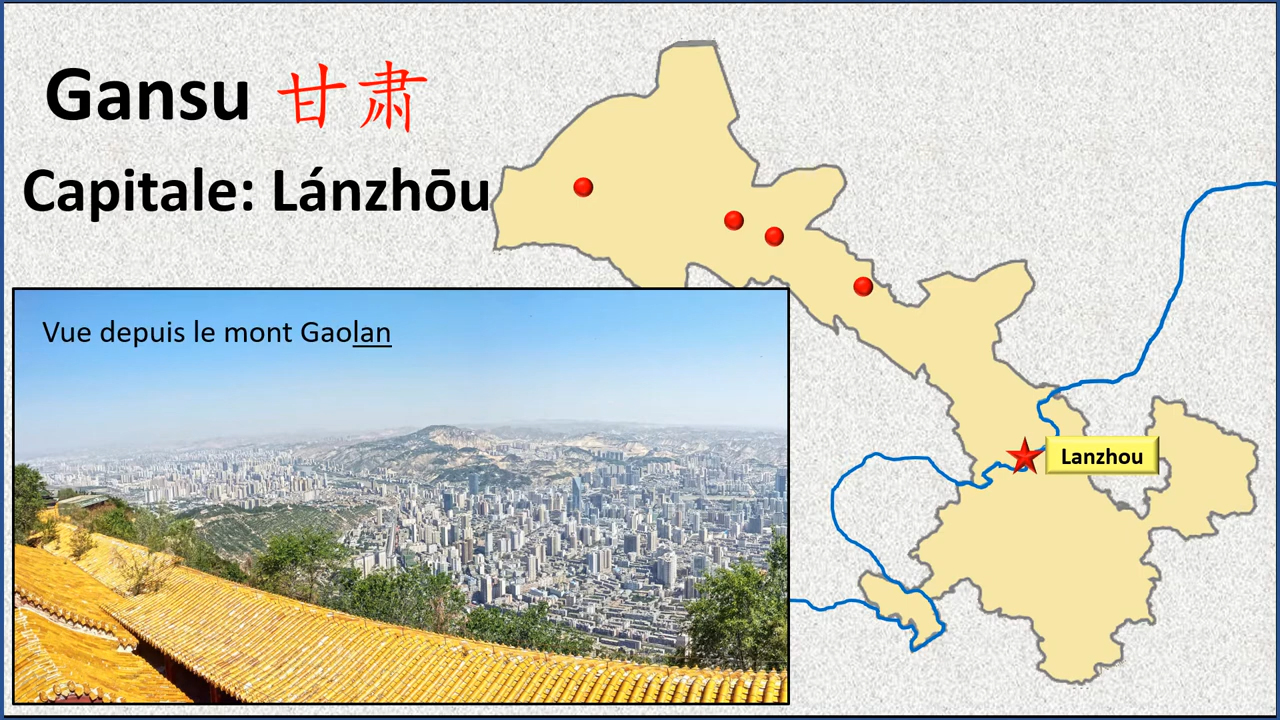 Gansu 甘肃
Capitale: Lánzhōu
Vue depuis le mont Gaolan
Lanzhou